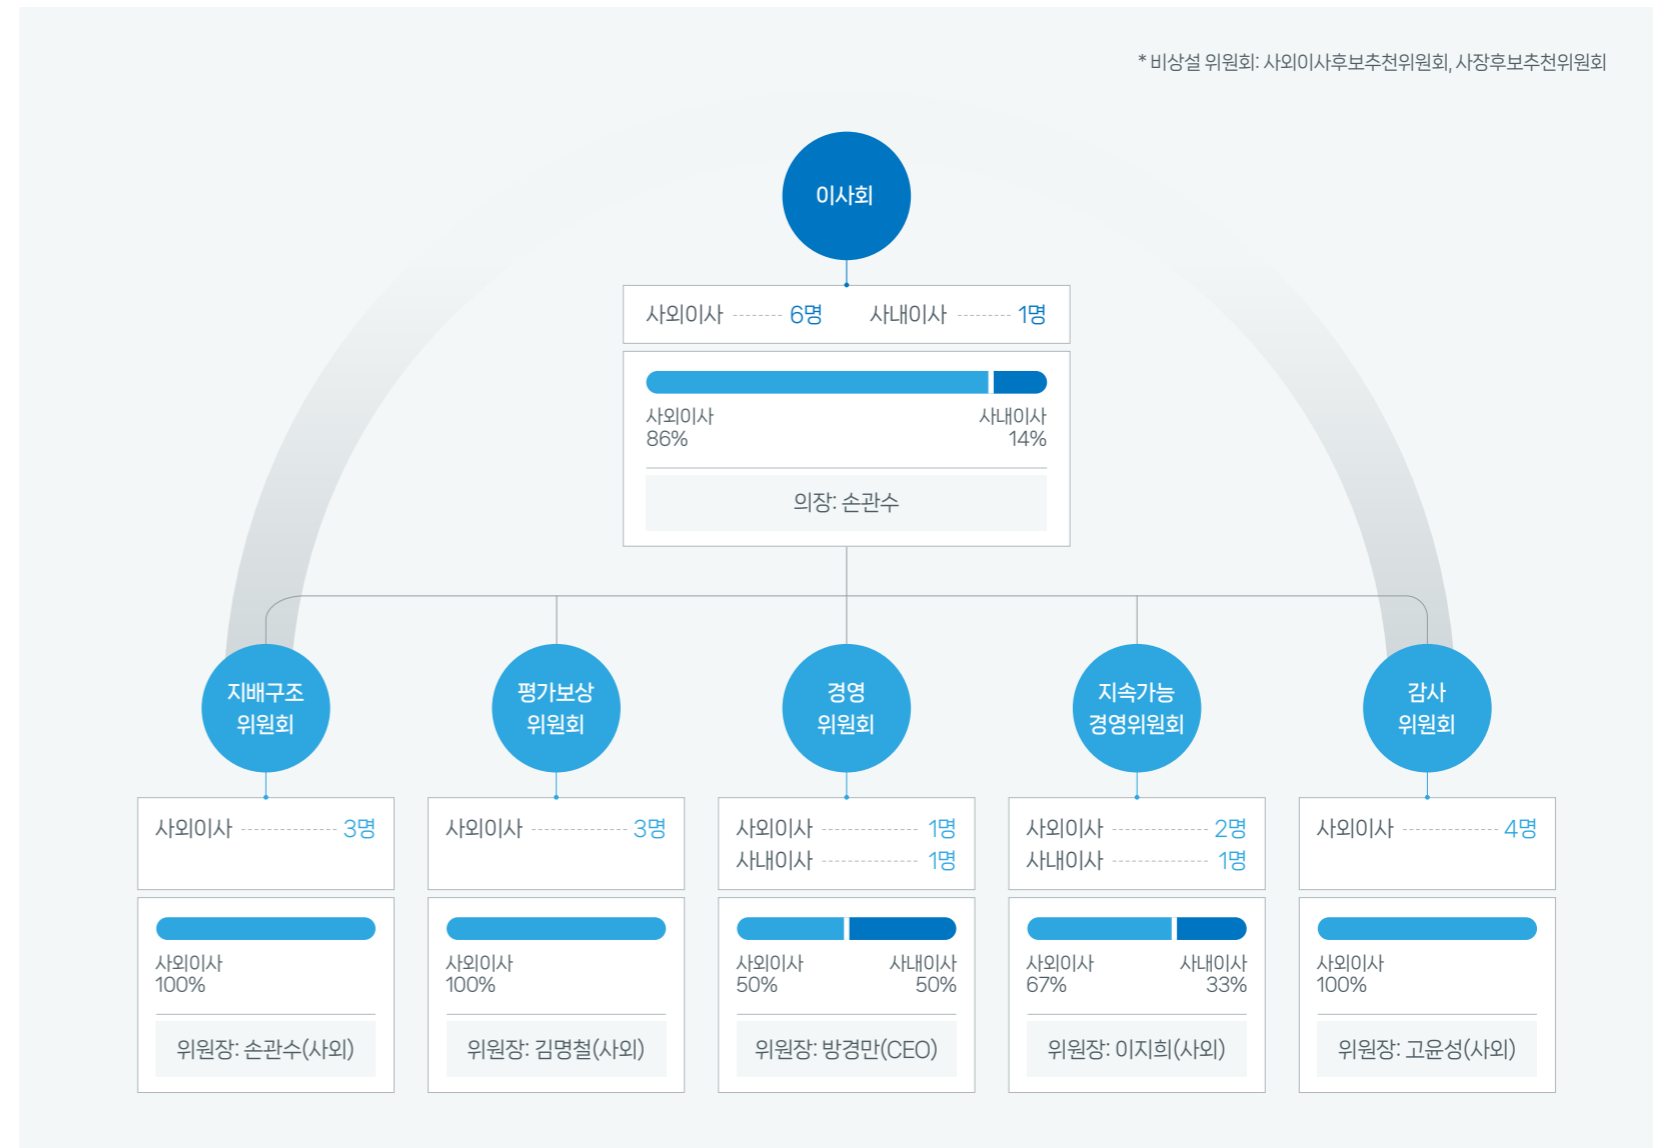 * 비상설 위원회: 사외이사후보추천위원회, 사장후보추천위원회
이사회
사외이사 6명 사내이사 1명
사외이사 사내이사
86% 14%
의장: 손관수
지배구조
위원회
평가보상
위원회
경영
위원회
지속가능
경영위원회
감사
위원회
사외이사 3명
사외이사
100%
위원장: 손관수(사외)
사외이사 3명
사외이사
100%
위원장: 김명철(사외)
사외이사 1명
사내이사 1명
사외이사 사내이사
50% 50%
위원장: 방경만(CEO)
사외이사 2명
사내이사 1명
사외이사 사내이사
67% 33%
위원장: 이지희(사외)
사외이사 4명
사외이사
100%
위원장: 고윤성(사외)